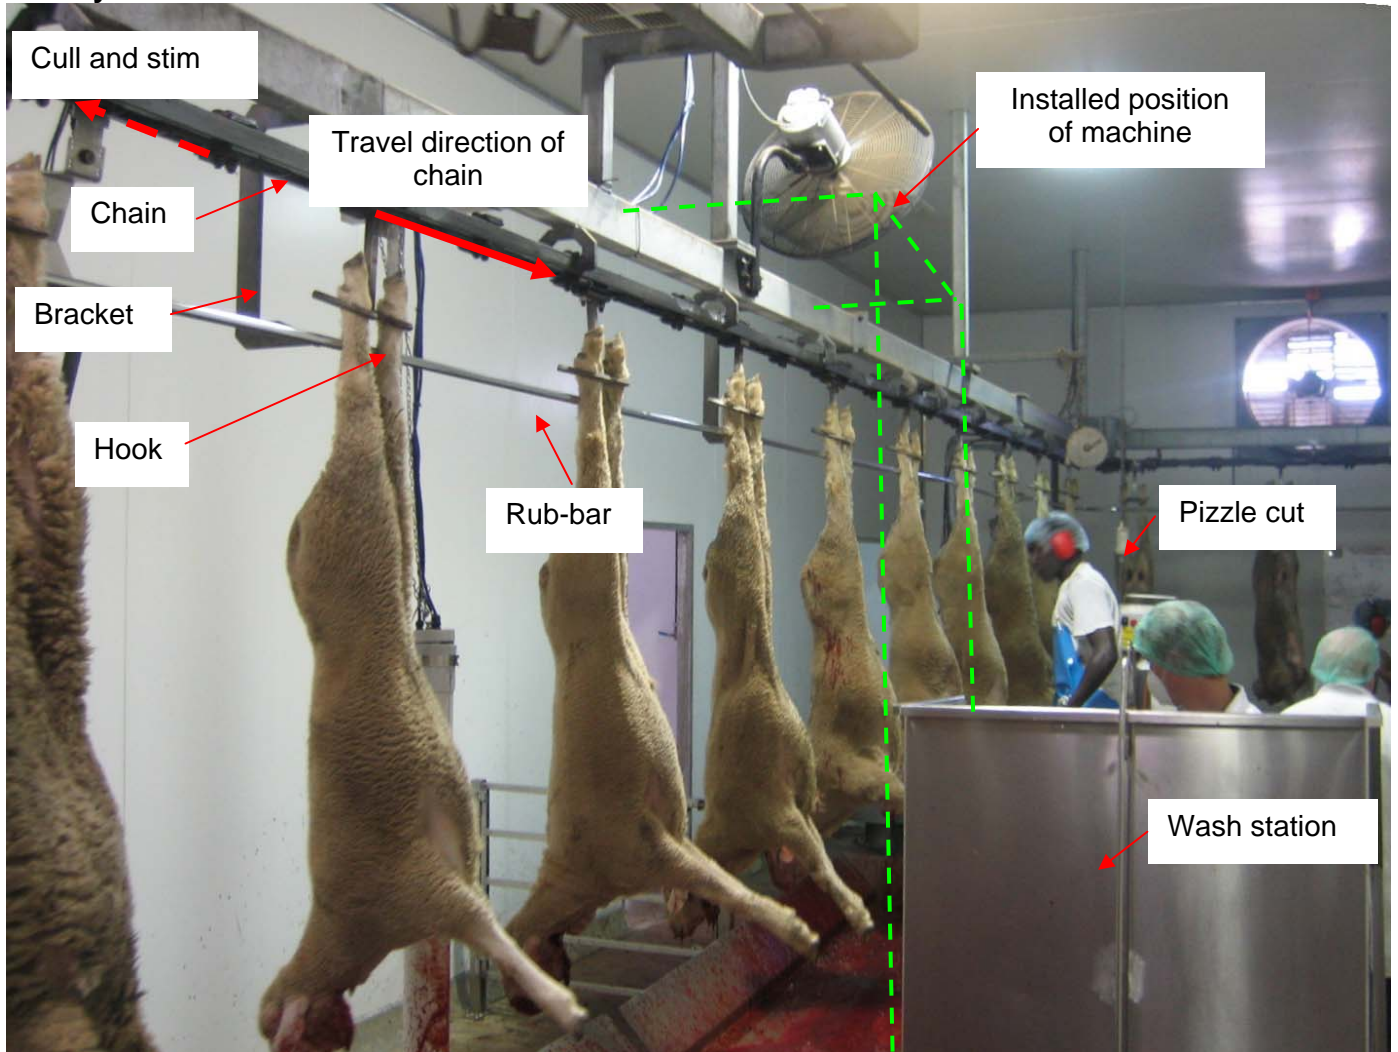 Cull and stim
Travel direction of
chain
Installed position
of machine
Chain
Bracket
Hook
Rub-bar
Pizzle cut
Wash station